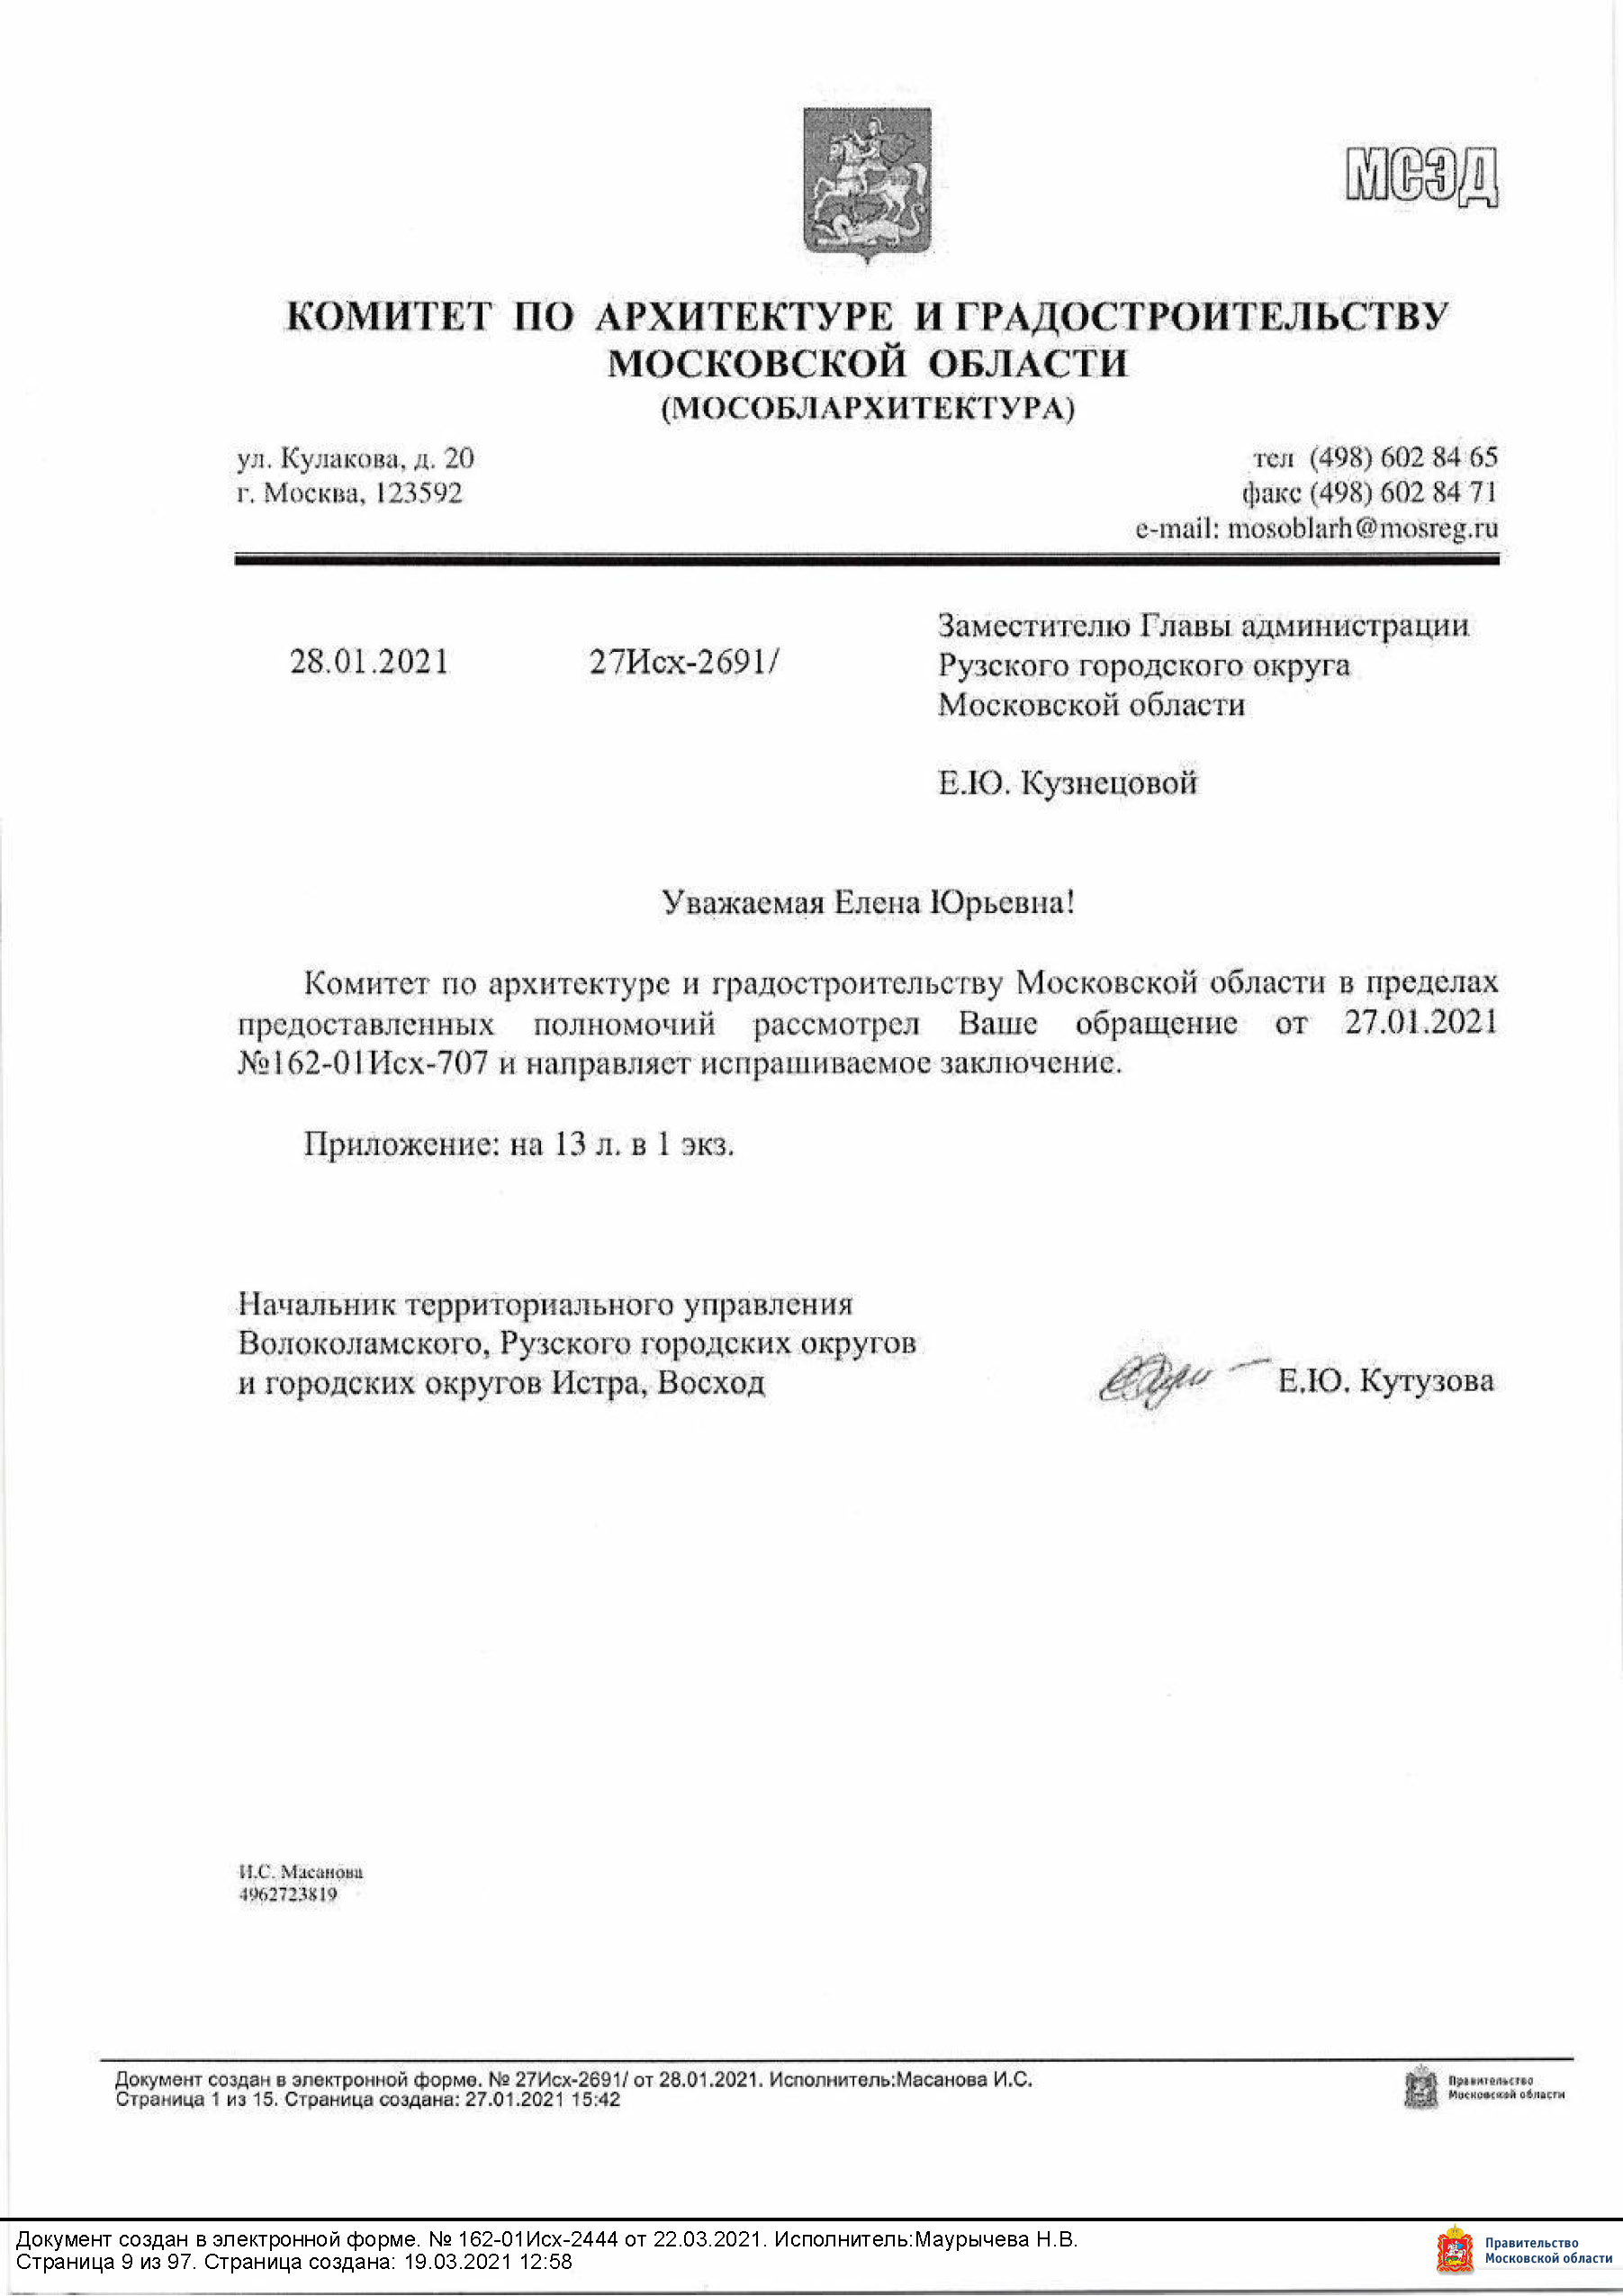 МСЭД
КОМИТЕТ ПО АРХИТЕКТУРЕ И ГРАДОСТРОИТЕЛЬСТВУ
МОСКОВСКОЙ ОБЛАСТИ
(МОСОБЛАРХИТЕКТУРА)
ул. Кулакова, д. 20
г. Москва, 123592
тел (498) 602 84 65
факс (498) 602 84 71
e-mail: mosoblarh@mosreg.ru
28.01.2021 27Исх-2691/
Заместителю Главы администрации
Рузского городского округа
Московской области
Е.Ю. Кузнецовой
Уважаемая Елена Юрьевна!
Комитет по архитектуре и градостроительству Московской области в пределах
предоставленных полномочий рассмотрел Ваше обращение от 27.01.2021
№162-01Исх-707 и направляет испрашиваемое заключение.
Приложение: на 13 л. в 1 экз.
Начальник территориального управления
Волоколамского, Рузского городских округов
и городских округов Истра, Восход
Е.Ю. Кутузова
И.С. Масанова
4962723819
Документ создан в электронной форме. № 27Исх-2691/ от 28.01.2021. Исполнитель:Масанова И.С.
Страница 1 из 15. Страница создана: 27.01.2021 15:42
Правительство
Московской области
Документ создан в электронной форме. № 162-01Исх-2444 от 22.03.2021. Исполнитель:Маурычева Н.В.
Страница 9 из 97. Страница создана: 19.03.2021 12:58
Правительство
Московской области